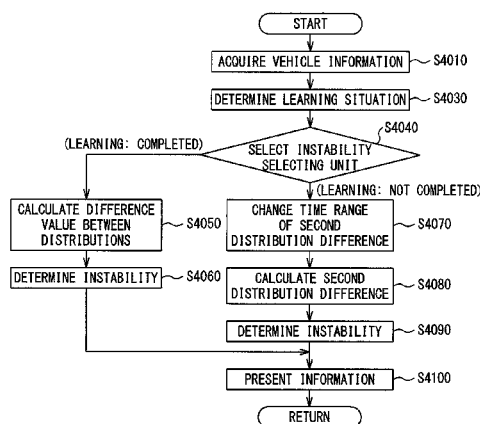 START
ACQUIRE VEHICLE INFORMATION
S4010
DETERMINE LEARNING SITUATION
S4030
S4040
(LEARNING: COMPLETED)
SELECT INSTABILITY
SELECTING UNIT
(LEARNING: NOT COMPLETED)
CALCULATE DIFFERENCE
VALUE BETWEEN
DISTRIBUTIONS
S4050
CHANGE TIME RANGE
OF SECOND
DISTRIBUTION DIFFERENCE
S4070
DETERMINE INSTABILITY
S4060
CALCULATE SECOND
DISTRIBUTION DIFFERENCE
S4080
DETERMINE INSTABILITY
S4090
PRESENT INFORMATION
S4100
RETURN